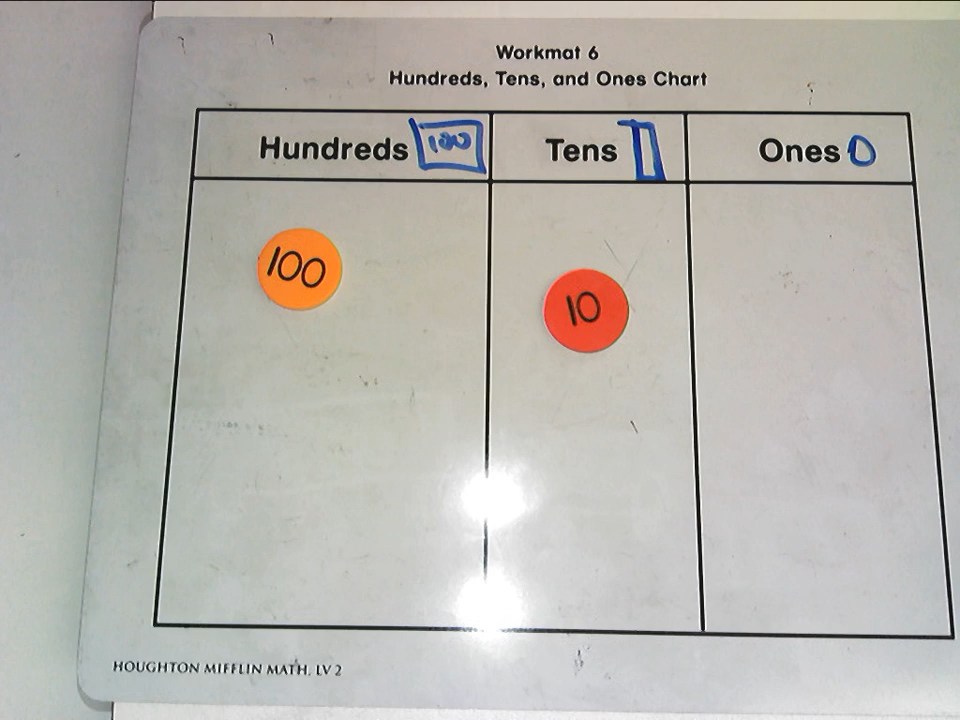 Workmat 6
Hundreds, Tens, and Ones Chart
Hundreds 100 Tens Ones
100
10
HOUGHTON MIFFLIN MATH, LV 2